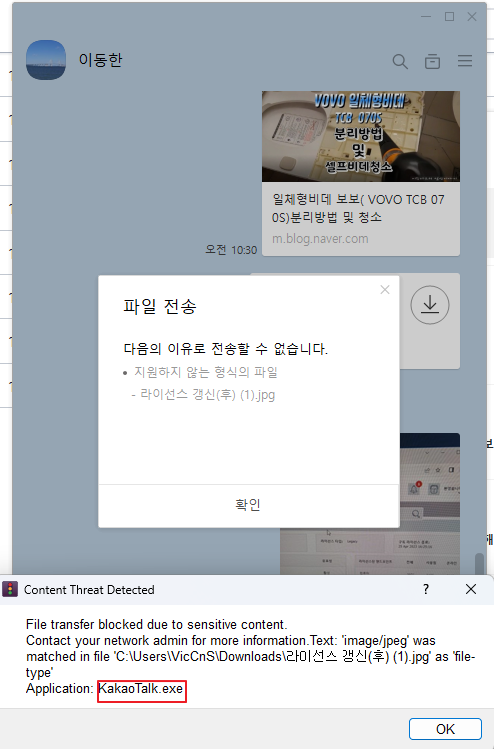 이동한
VOVO 일체형비데
TCB 070S
분리방법
및
셀프비데청소
일체형비데 보보( VOVO TCB 07
0S)분리방법 및 청소
m.blog.naver.com
오전 10:30
파일 전송
다음의 이유로 전송할 수 없습니다.
• 지원하지 않는 형식의 파일
- 라이선스 갱신(후) (1).jpg
확인
Content Threat Detected
?
File transfer blocked due to sensitive content.
Contact your network admin for more information.Text: 'image/jpeg' was
matched in file 'C:\Users\VicCnS\Downloads\라이선스 갱신(후) (1).jpg' as 'file-
type'
Application: KakaoTalk.exe
OK